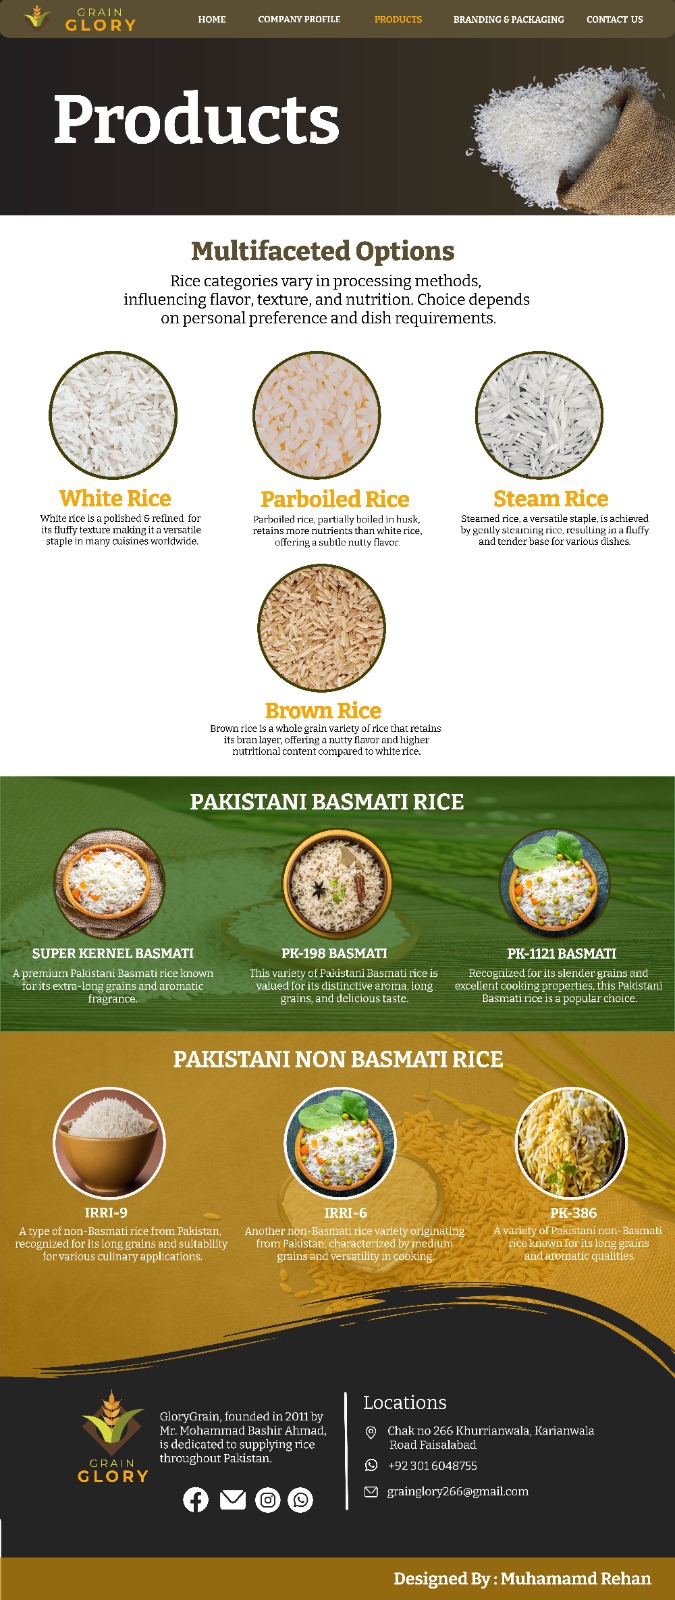 GRAIN
GLORY
HOME COMPANY PROFILE PRODUCTS BRANDING & PACKAGING CONTACT US
Products
Multifaceted Options
Rice categories vary in processing methods,
influencing flavor, texture, and nutrition. Choice depends
on personal preference and dish requirements.
White Rice
White rice is a polished & refined for
its fluffy texture making it a versatile
staple in many cuisines worldwide.
Parboiled Rice
Parboiled rice, partially boiled in husk,
retains more nutrients than white rice,
offering a subtle nutty flavor.
Steam Rice
Steamed rice, a versatile staple, is achieved
by gently steaming rice, resulting in a fluffy
and tender base for various dishes.
Brown Rice
Brown rice is a whole grain variety of rice that retains
its bran layer, offering a nutty flavor and higher
nutritional content compared to white rice.
PAKISTANI BASMATI RICE
SUPER KERNEL BASMATI
A premium Pakistani Basmati rice known
for its extra-long grains and aromatic
fragrance.
PK-198 BASMATI
This variety of Pakistani Basmati rice is
valued for its distinctive aroma, long
grains, and delicious taste.
PK-1121 BASMATI
Recognized for its slender grains and
excellent cooking properties, this Pakistani
Basmati rice is a popular choice.
PAKISTANI NON BASMATI RICE
IRRI-9
A type of non-Basmati rice from Pakistan,
recognized for its long grains and suitability
for various culinary applications.
IRRI-6
Another non-Basmati rice variety originating
from Pakistan, characterized by medium
grains and versatility in cooking.
PK-386
A variety of Pakistani non-Basmati
rice known for its long grains
and aromatic qualities.
GRAIN
GLORY
GloryGrain, founded in 2011 by
Mr. Mohammad Bashir Ahmad,
is dedicated to supplying rice
throughout Pakistan.
Locations
Chak no 266 Khurrianwala, Karianwala
Road Faisalabad
+92 301 6048755
grainglory266@gmail.com
Designed By : Muhamamd Rehan